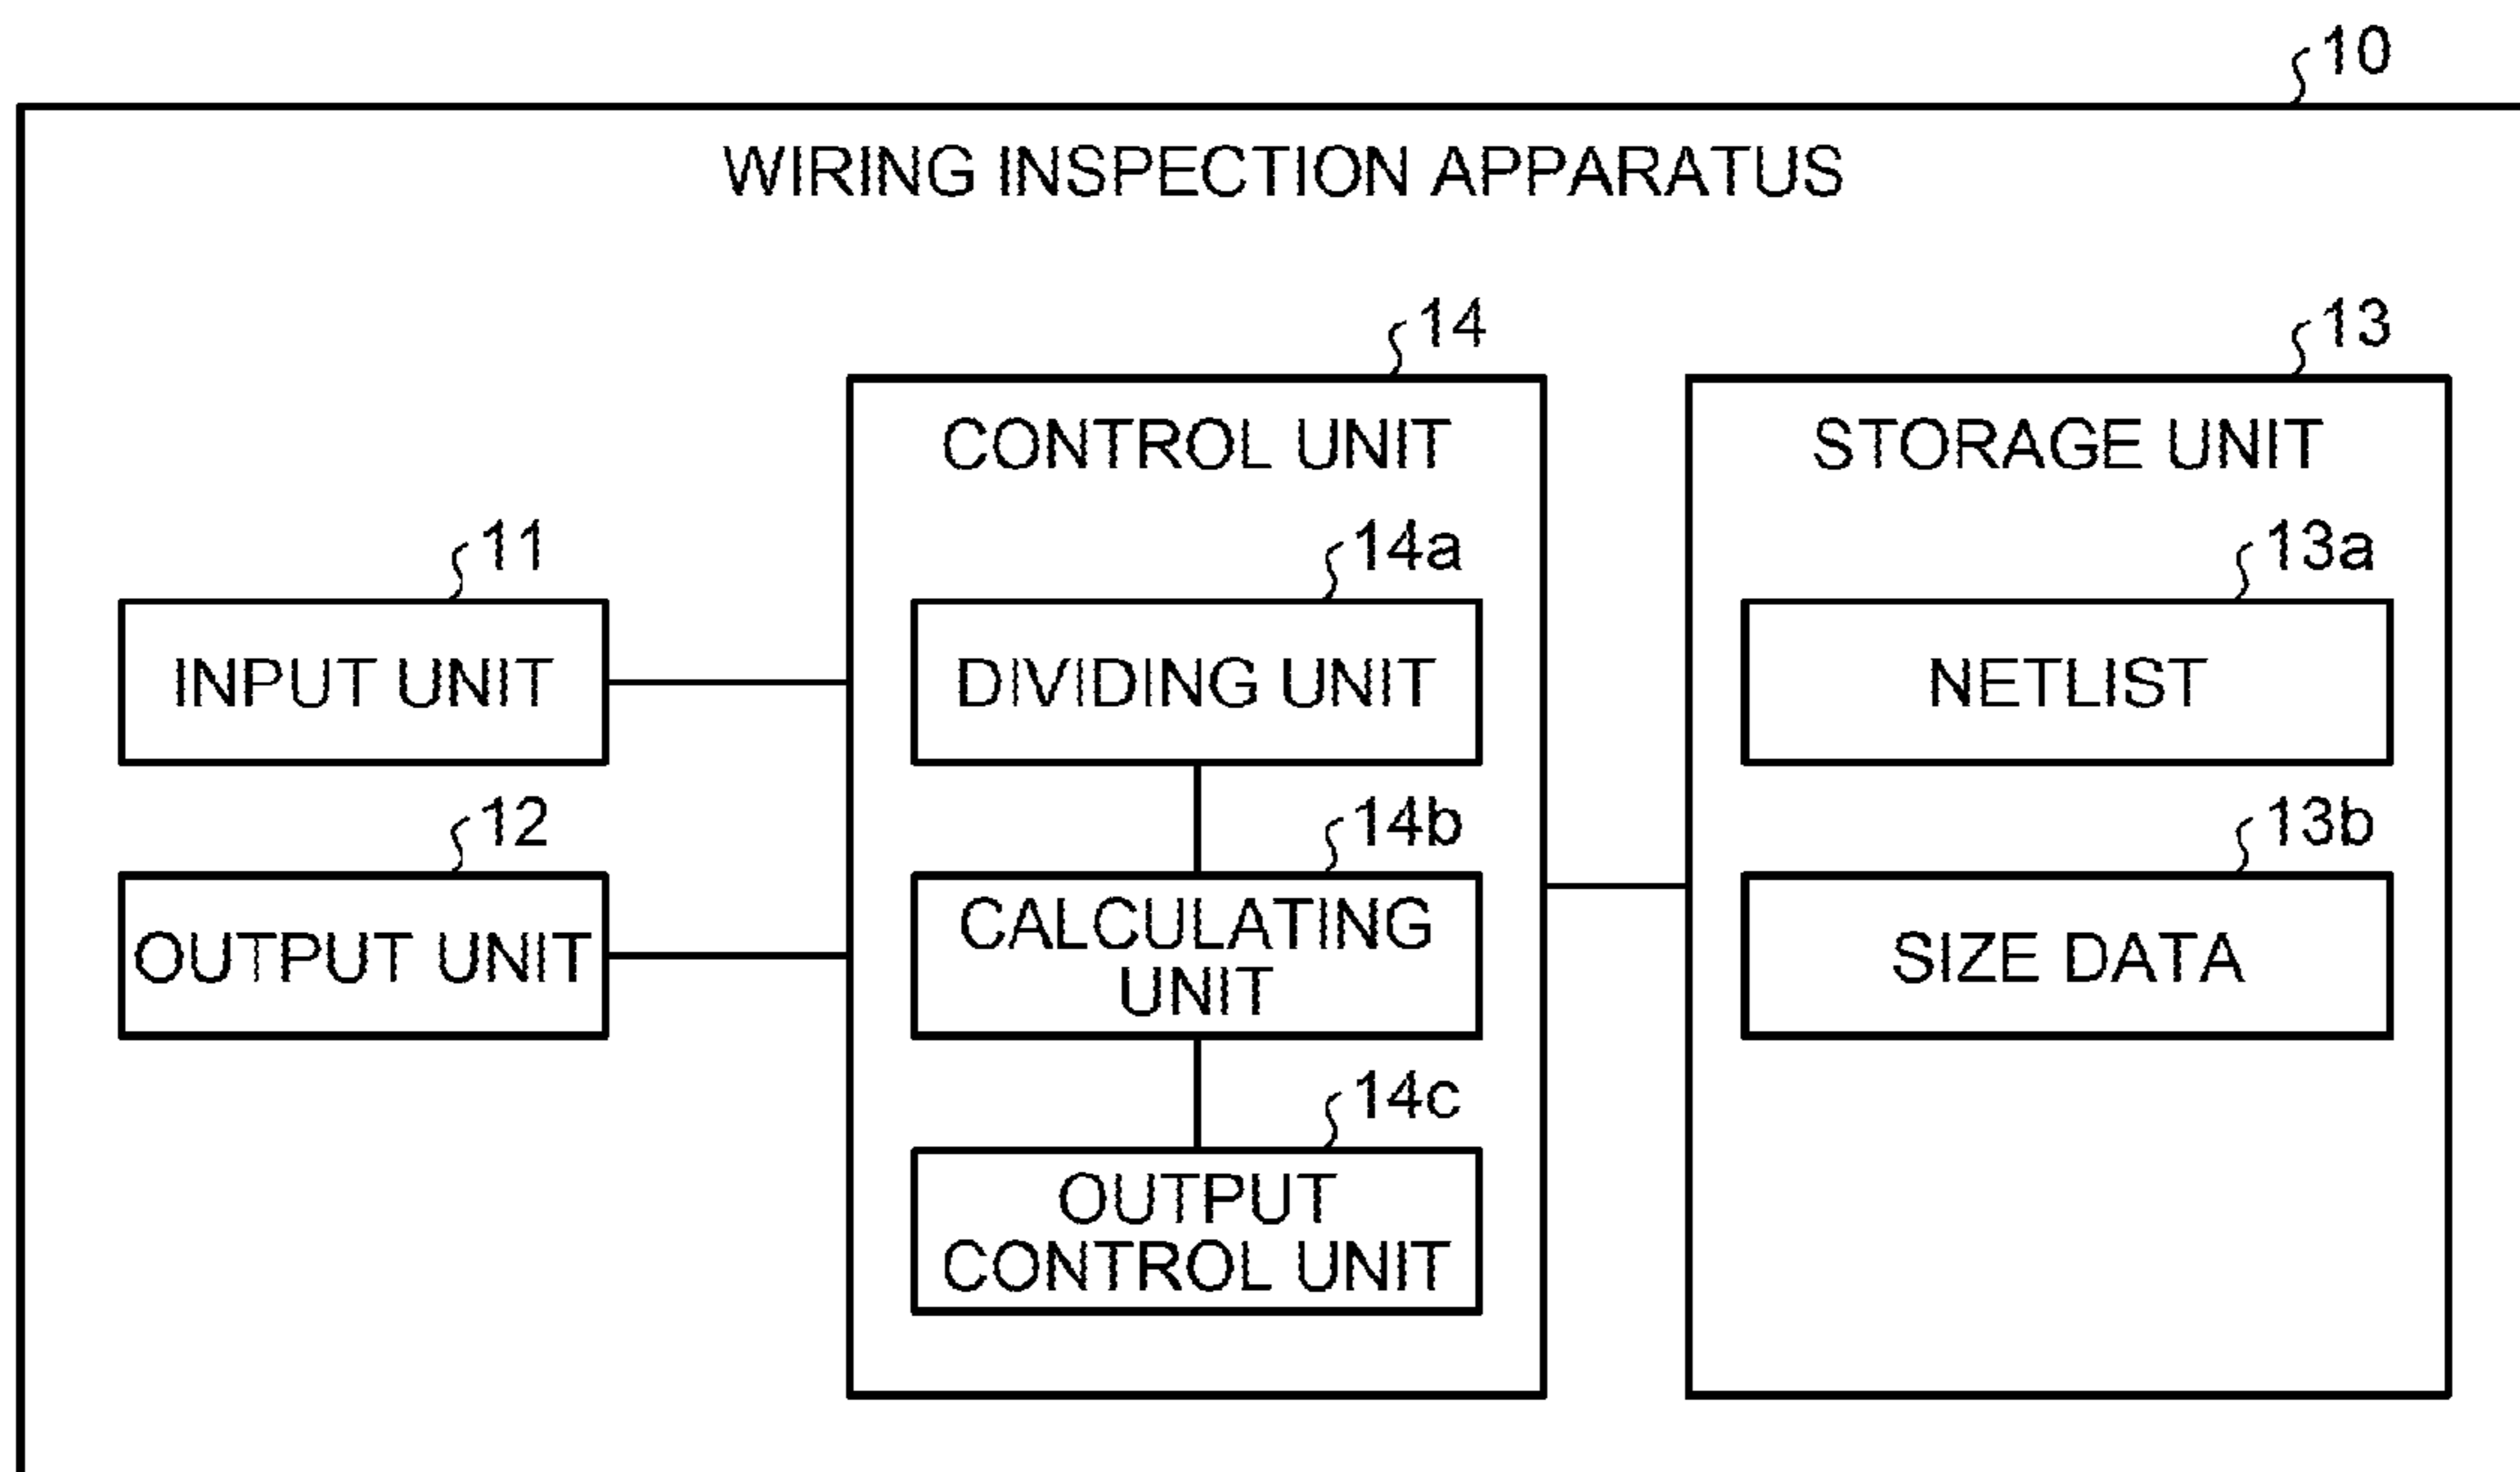 10
WIRING INSPECTION APPARATUS
14
13
CONTROL UNIT
STORAGE UNIT
11
14a
13a
INPUT UNIT
DIVIDING UNIT
NETLIST
12
14b
13b
OUTPUT UNIT
CALCULATING
UNIT
SIZE DATA
14c
OUTPUT
CONTROL UNIT